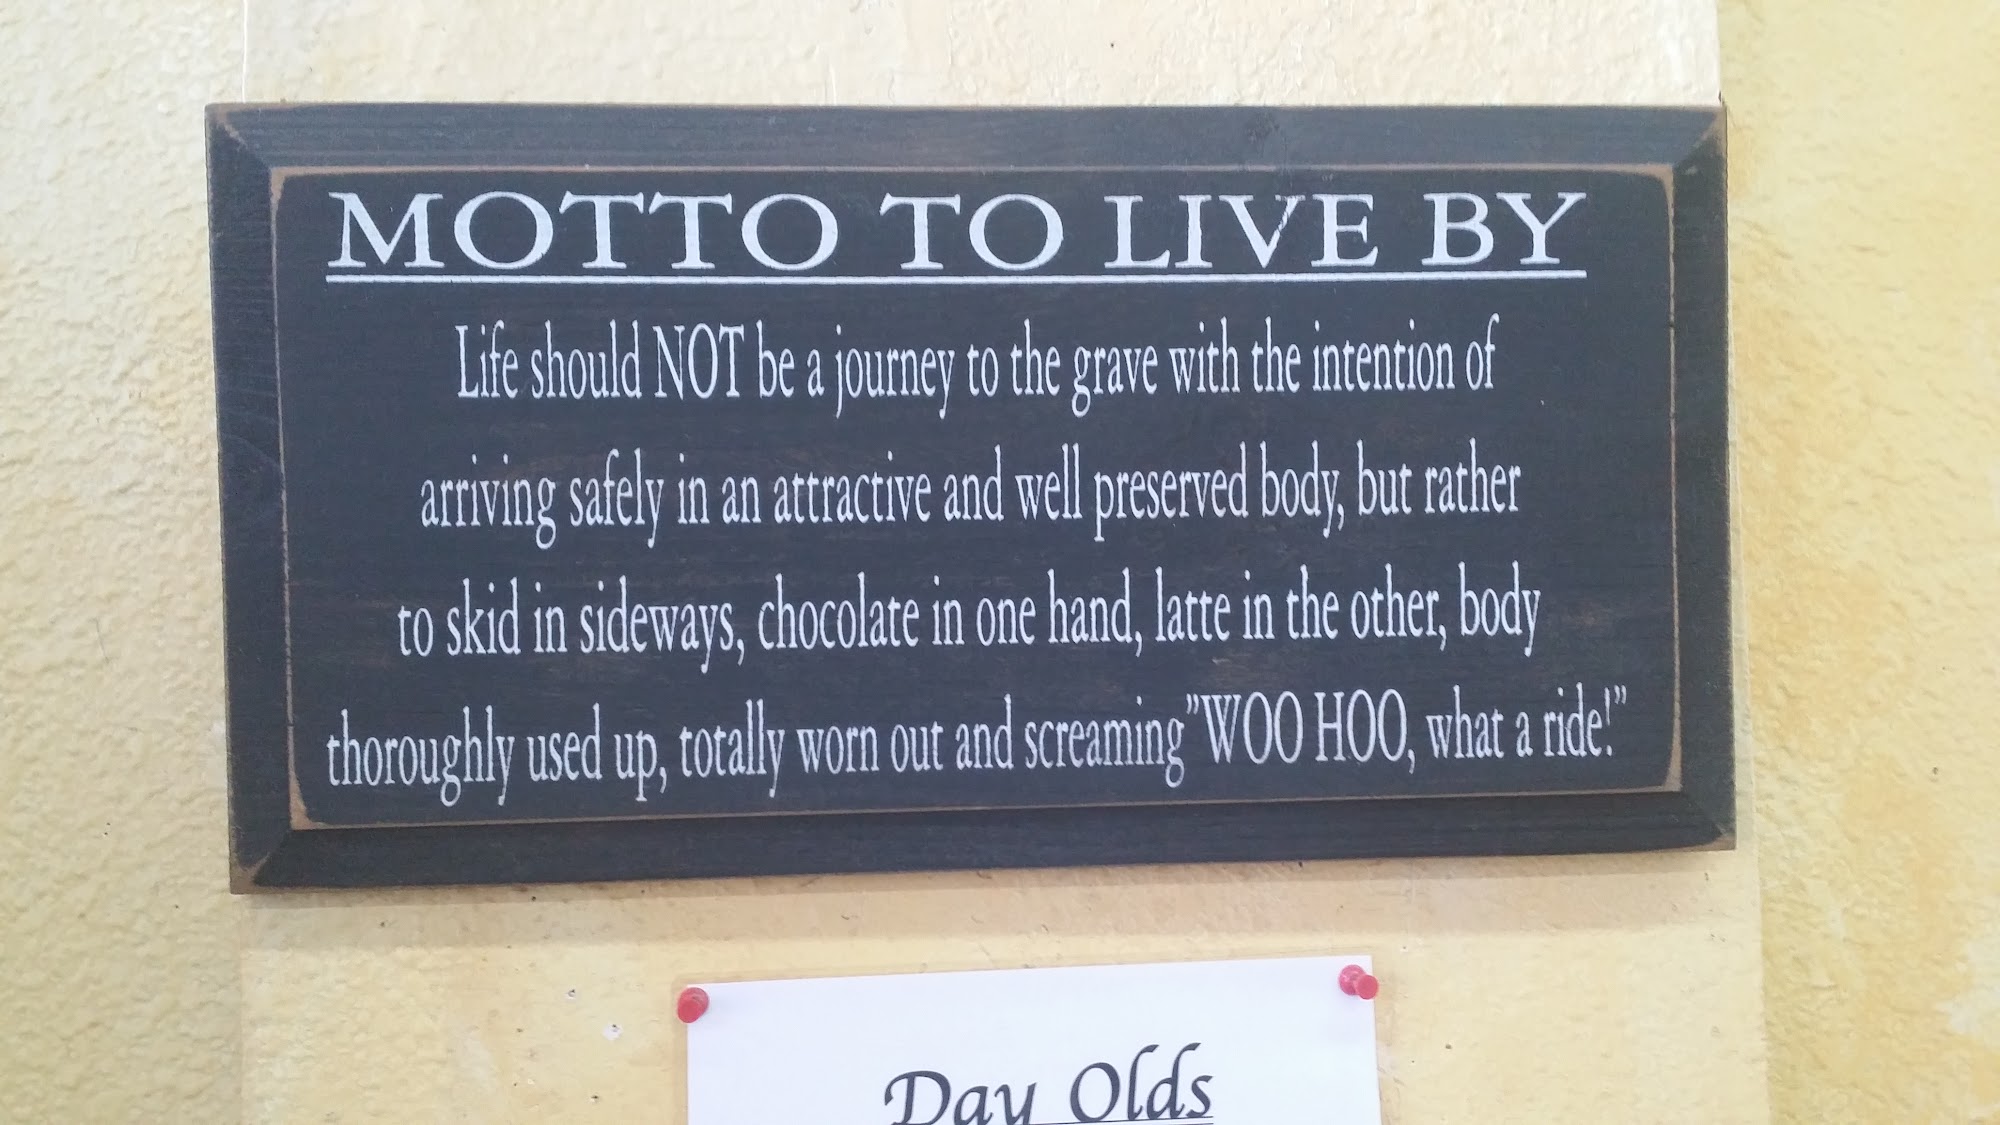 MOTTO TO LIVE BY
Life should NOT be a journey to the grave with the intention of
arriving safely in an attractive and well preserved body, but rather
to skid in sideways, chocolate in one hand, latte in the other, body
thoroughly used up, totally worn out and screaming”WOO HOO, what a ride!”
Day Olds